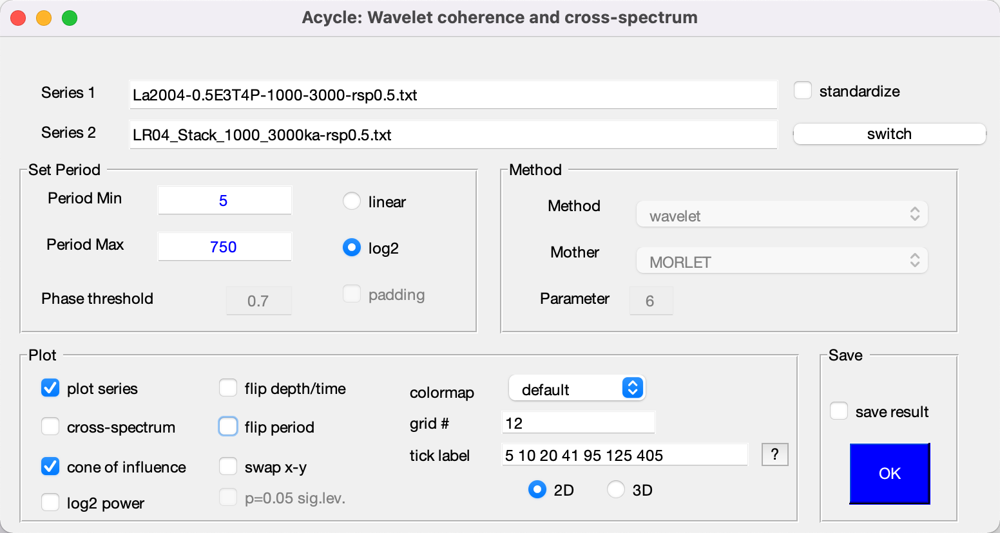 Acycle: Wavelet coherence and cross-spectrum
Series 1
La2004-0.5E3T4P-1000-3000-rsp0.5.txt
standardize
Series 2
LR04_Stack_1000_3000ka-rsp0.5.txt
switch
Set Period
Period Min
5
linear
Period Max
750
log2
Phase threshold
0.7
padding
Method
Method
wavelet
Mother
MORLET
Parameter
6
Plot
plot series
flip depth/time
cross-spectrum
flip period
cone of influence
swap x-y
log2 power
p=0.05 sig.lev.
colormap
default
grid #
12
tick label
5 10 20 41 95 125 405
?
2D
3D
Save
save result
OK